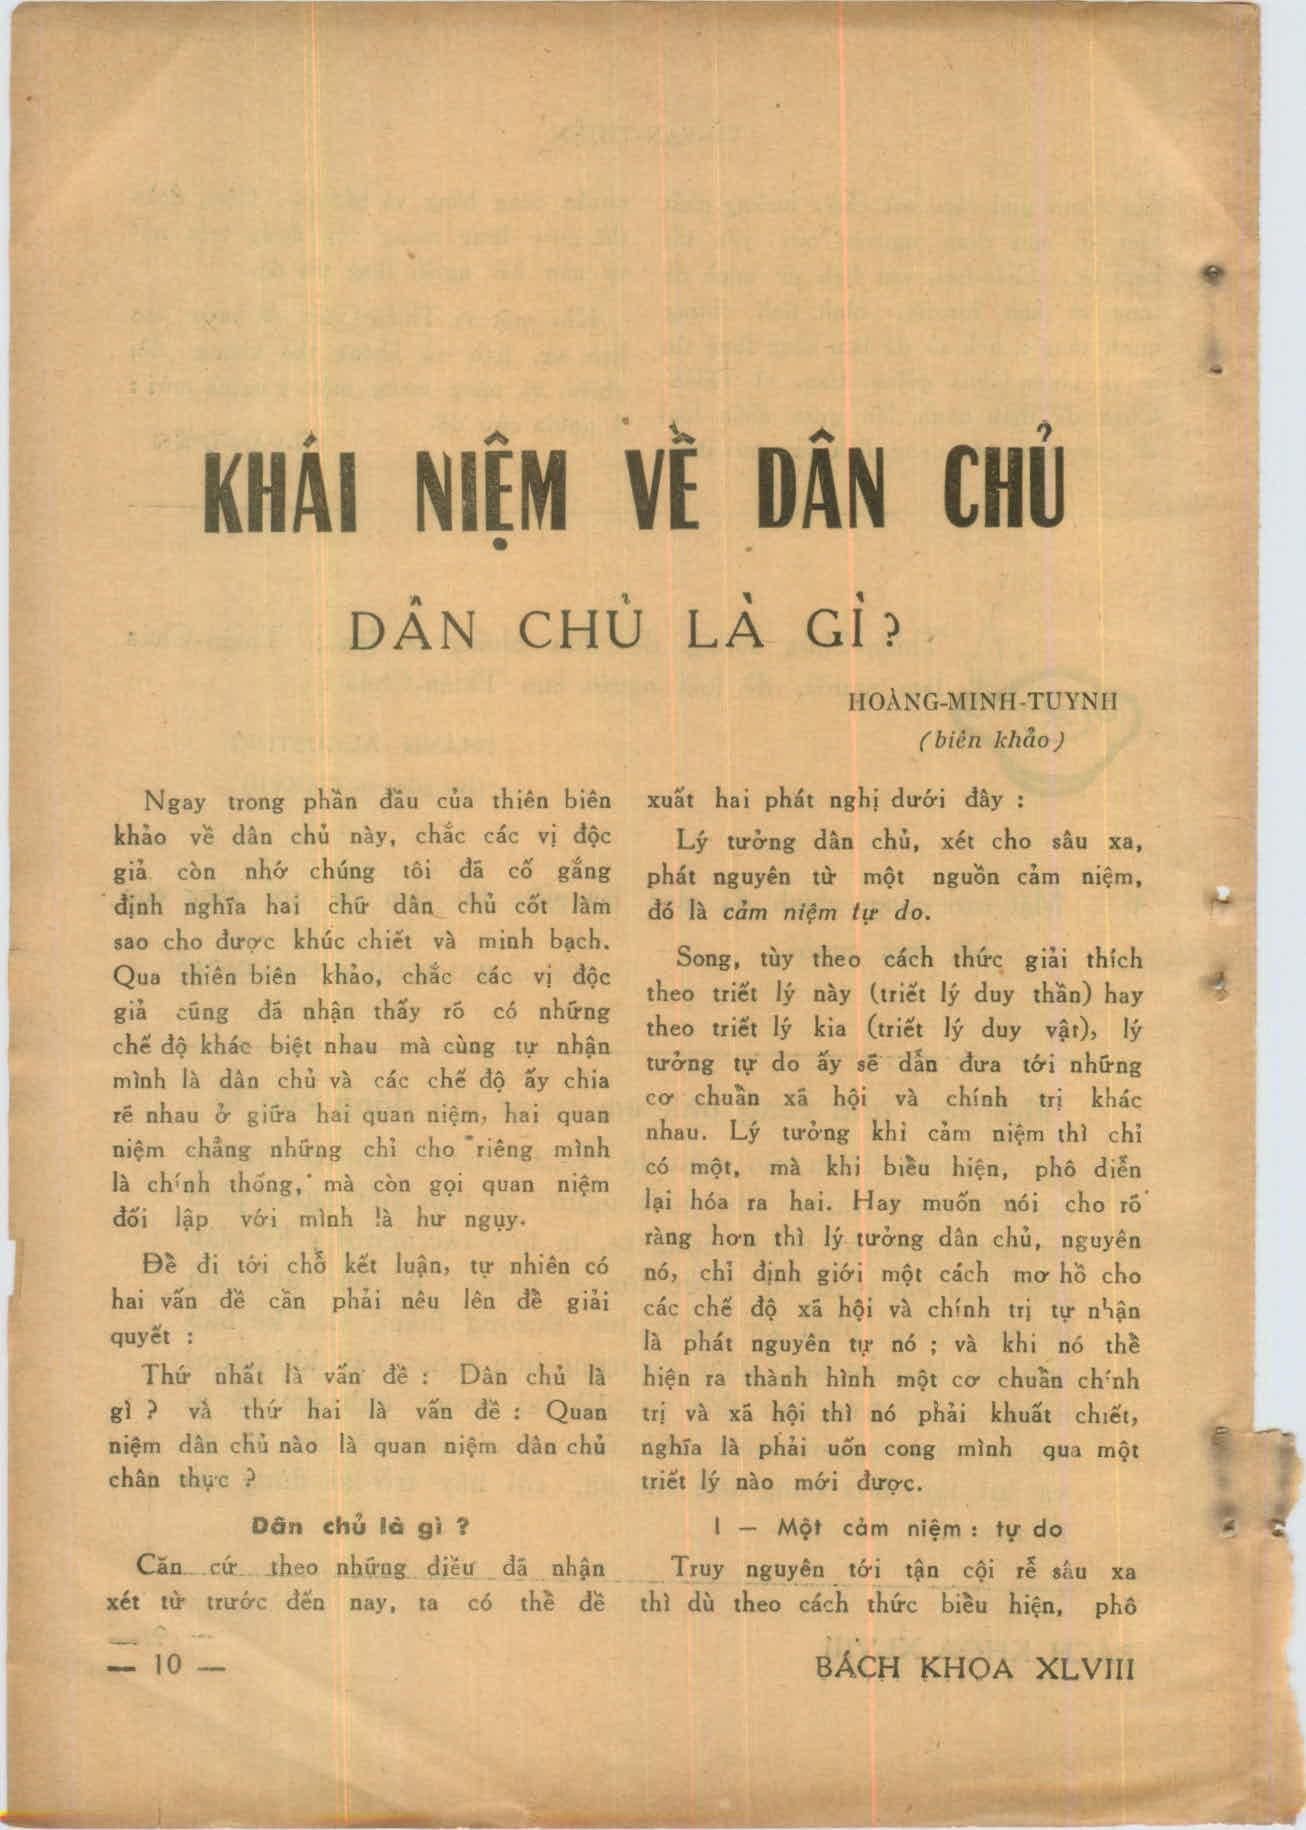 KHÁI NIỆM VỀ DÂN CHỦ
DÂN CHỦ LÀ GÌ?
HOÀNG-MINH-TUYNH
(biên khảo)
Ngay trong phần đầu của thiên biên
khảo về dân chủ này, chắc các vị độc
giả còn nhớ chúng tôi đã cố gắng
định nghĩa hai chữ dân chủ cốt làm
sao cho được khúc chiết và minh bạch.
Qua thiên biên khảo, chắc các vị độc
giả cũng đã nhận thấy rõ có những
chế độ khác biệt nhau mà cùng tự nhận
mình là dân chủ và các chế độ ấy chia
rẽ nhau ở giữa hai quan niệm, hai quan
niệm chẳng những chỉ cho riêng mình
là chính thống, mà còn gọi quan niệm
đối lập với mình là hư ngụy.
Để đi tới chỗ kết luận, tự nhiên có
hai vấn đề cần phải nêu lên để giải
quyết :
Thứ nhất là vấn đề : Dân chủ là
gì ? và thứ hai là vấn đề : Quan
niệm dân chủ nào là quan niệm dân chủ
chân thực ?
Dân chủ là gì ?
Căn cứ theo những điều đã nhận
xét từ trước đến nay, ta có thể đề
xuất hai phát nghị dưới đây :
Lý tưởng dân chủ, xét cho sâu xa,
phát nguyên từ một nguồn cảm niệm,
đó là cảm niệm tự do.
Song, tùy theo cách thức giải thích
theo triết lý này (triết lý duy thần) hay
theo triết lý kia (triết lý duy vật), lý
tưởng tự do ấy sẽ dẫn đưa tới những
cơ chuẩn xã hội và chính trị khác
nhau. Lý tưởng khi cảm niệm thì chỉ
có một, mà khi biểu hiện, phô diễn
lại hóa ra hai. Hay muốn nói cho rõ
ràng hơn thì lý tưởng dân chủ, nguyên
nó, chỉ định giới một cách mơ hồ cho
các chế độ xã hội và chính trị tự nhận
là phát nguyên tự nó ; và khi nó thể
hiện ra thành hình một cơ chuẩn chính
trị và xã hội thì nó phải khuất chiết,
nghĩa là phải uốn cong mình qua một
triết lý nào mới được.
I — Một cảm niệm : tự do
Truy nguyên tới tận cội rễ sâu xa
thì dù theo cách thức biểu hiện, phô
— 10 —
BÁCH KHOA XLVIII